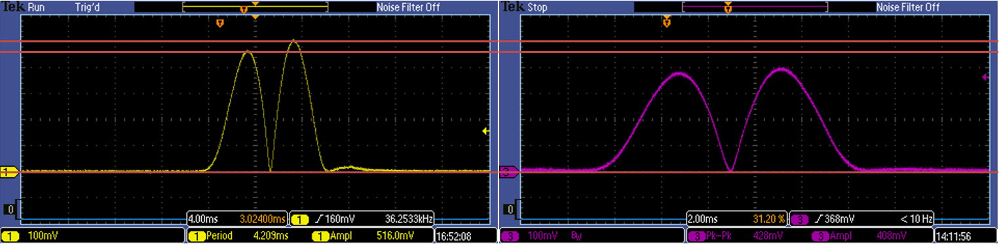 Tek Run Trig'd Noise Filter Off
1
0
4.00ms 3.02400ms 1 160mV 36.2533kHz
1 100mV 1 Period 4.209ms 1 Ampl 516.0mV 16:52:08
Tek Stop Noise Filter Off
3
0
2.00ms 31.20 % 3 368mV < 10 Hz
3 100mV BW 3 Pk-Pk 428mV 3 Ampl 408mV 14:11:56